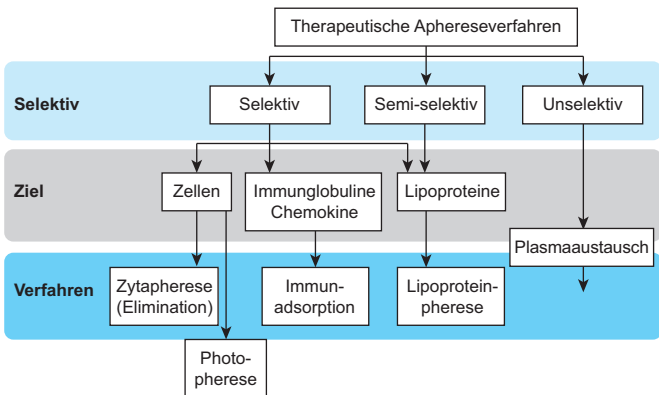 Therapeutische Aphereseverfahren
Selektiv
Selektiv
Semi-selektiv
Unselektiv
Ziel
Zellen
Immunglobuline
Chemokine
Lipoproteine
Plasmaaustausch
Verfahren
Zytapherese
(Elimination)
Immun-
adsorption
Lipoprotein-
pherese
Photo-
pherese